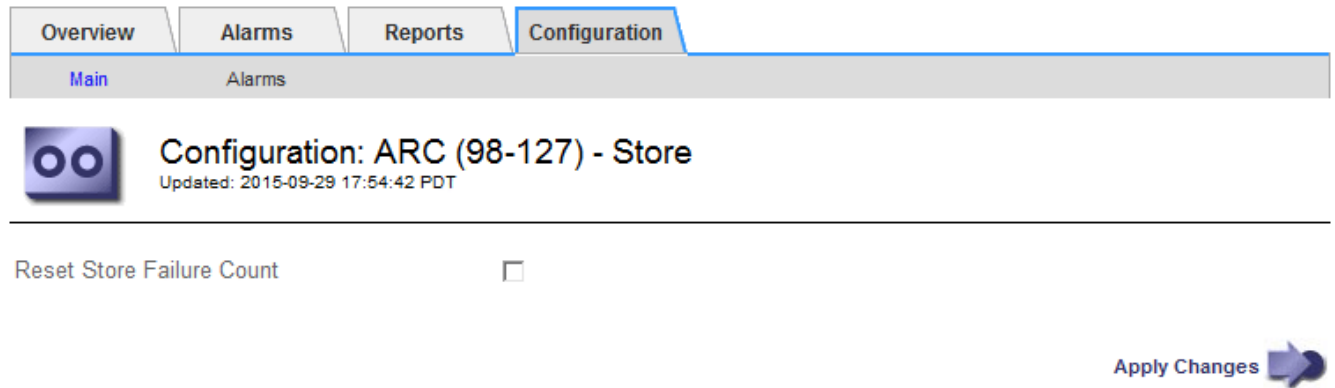 Overview Alarms Reports Configuration
Main Alarms
Configuration: ARC (98-127) - Store
Updated: 2015-09-29 17:54:42 PDT
Reset Store Failure Count
Apply Changes